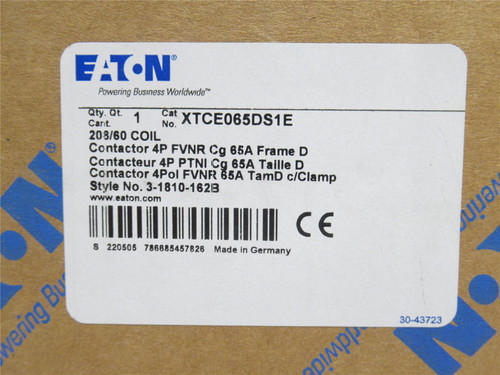 EATON
Powering Business Worldwide™
Qty. Qt. Cant. 1 Cat No. XTCE065DS1E
208/60 COIL
Contactor 4P FVNR Cg 65A Frame D
Contacteur 4P PTNI Cg 65A Taille D
Contactor 4Pol FVNR 65A TamD c/Clamp
Style No. 3-1810-162B
www.eaton.com
CE
S 220505 786685457826 Made in Germany
30-43723